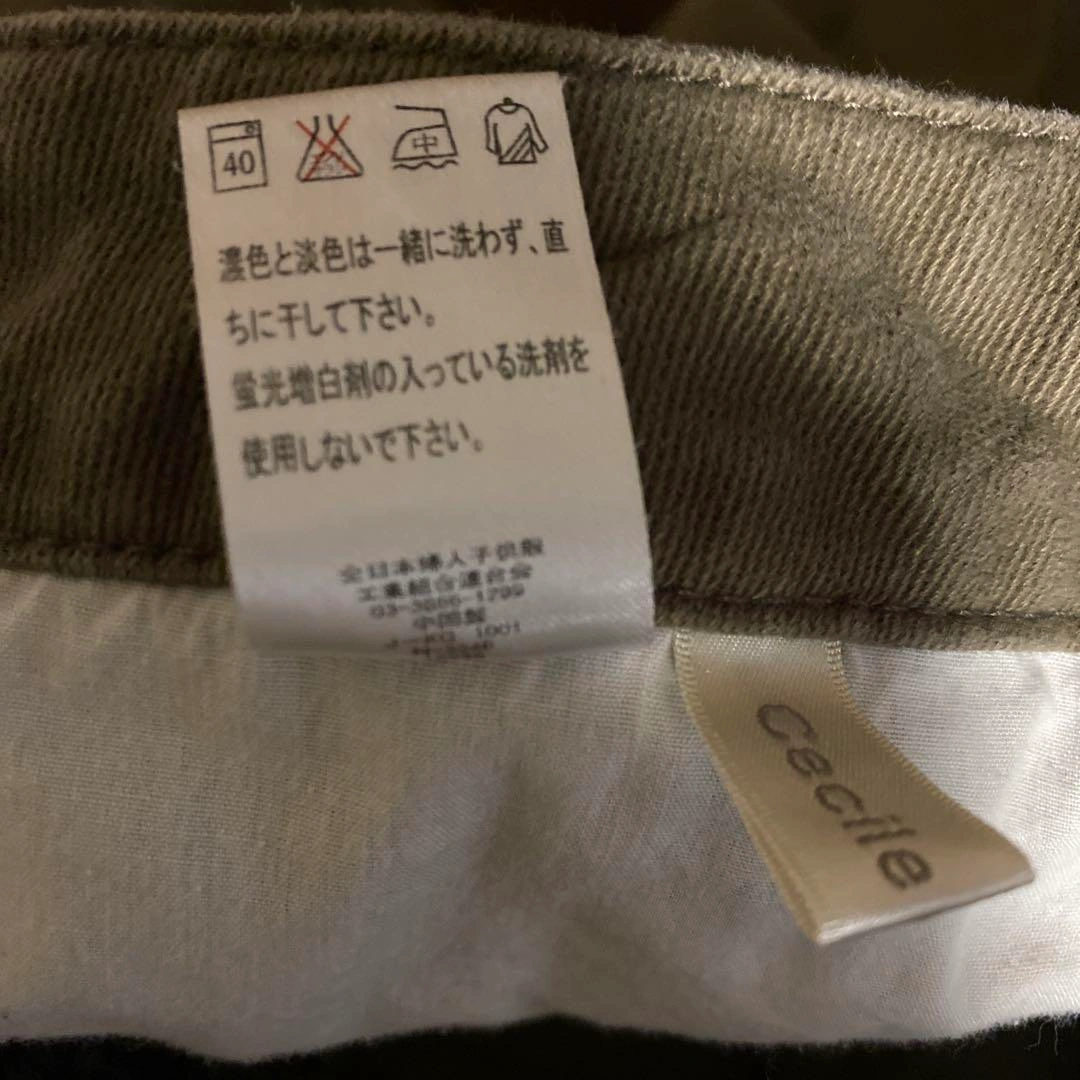 40
中
濃色と淡色は一緒に洗わず、直
ちに干して下さい。
蛍光増白剤の入っている洗剤を
使用しないで下さい。
全日本婦人子供服
工業組合連合会
中国製
1001
cecile